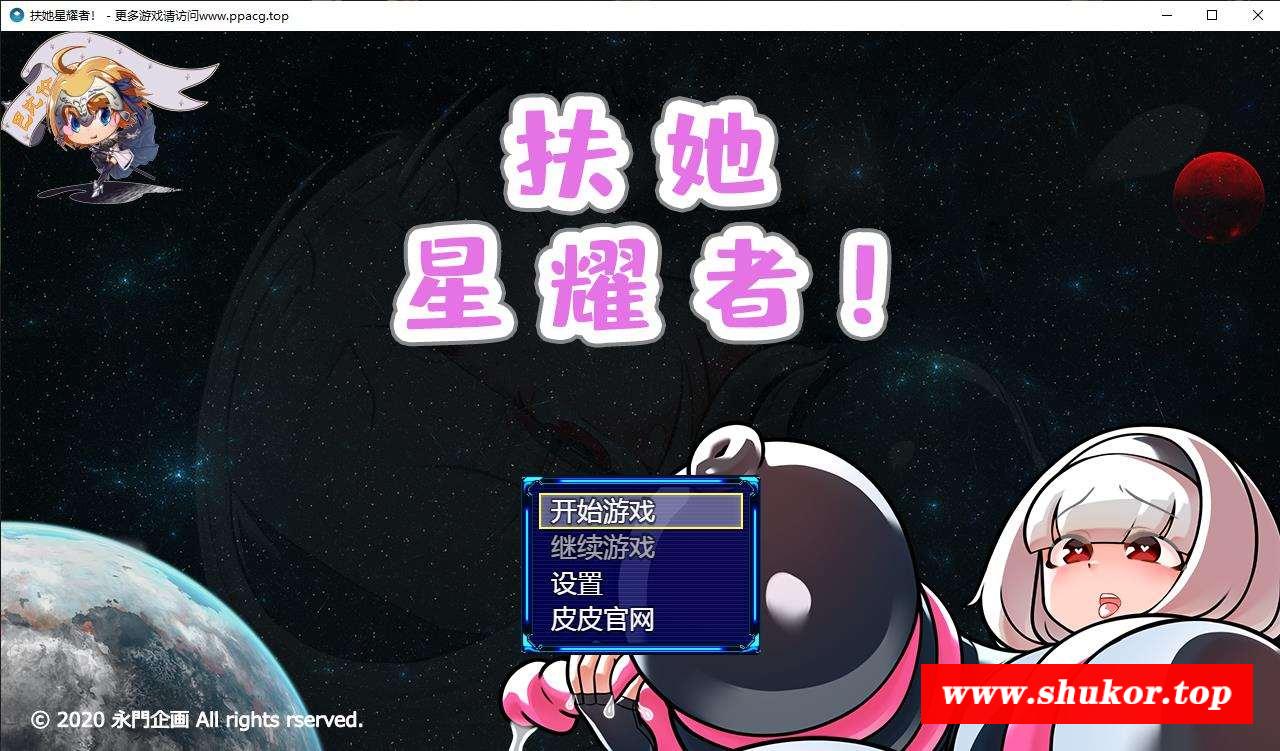 扶她星耀者! - 更多游戏请访问www.ppacg.top
扶她
星耀者!
开始游戏
继续游戏
设置
皮皮官网
www.shukor.top
© 2020 永門企画 All rights rserved.